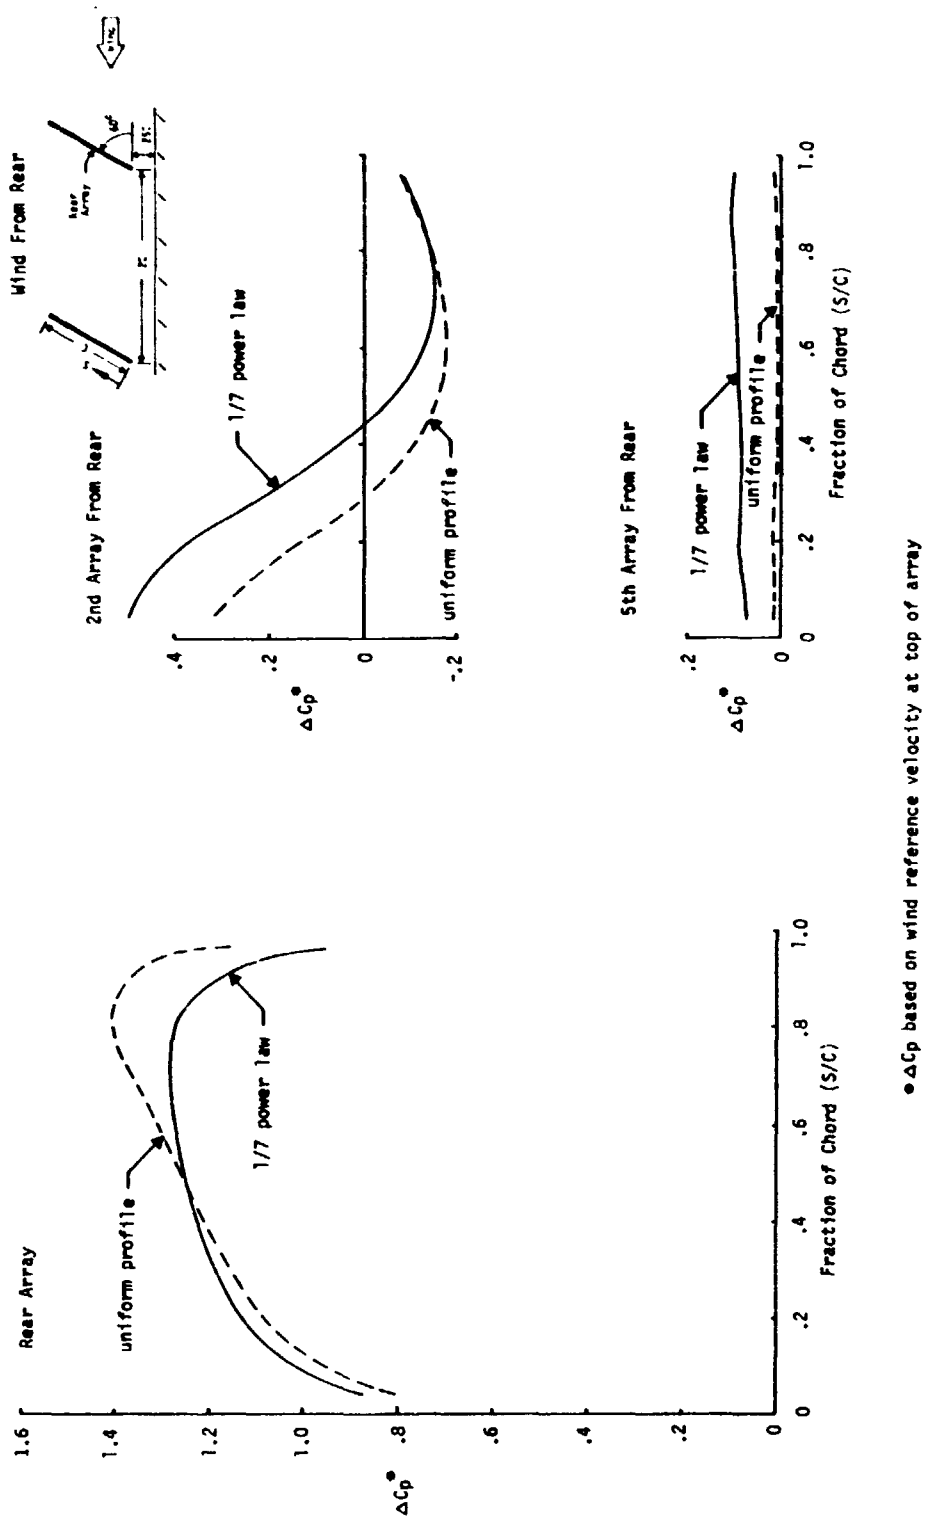 Wind From Rear
Wind
Rear
Array
60°
2C
C
S
Rear Array
1.6
1.4
1.2
1.0
.8
.6
.4
.2
0
ΔCp*
uniform profile
1/7 power law
0
.2
.4
.6
.8
1.0
Fraction of Chord (S/C)
2nd Array From Rear
.4
.2
0
-.2
ΔCp*
1/7 power law
uniform profile
5th Array From Rear
.2
0
ΔCp*
1/7 power law
uniform profile
0
.2
.4
.6
.8
1.0
Fraction of Chord (S/C)
* ΔCp based on wind reference velocity at top of array